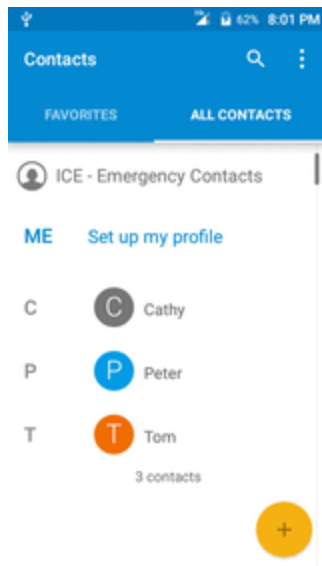 62% 8:01 PM
Contacts
FAVORITES ALL CONTACTS
ICE - Emergency Contacts
ME Set up my profile
C C Cathy
P P Peter
T T Tom
3 contacts
+